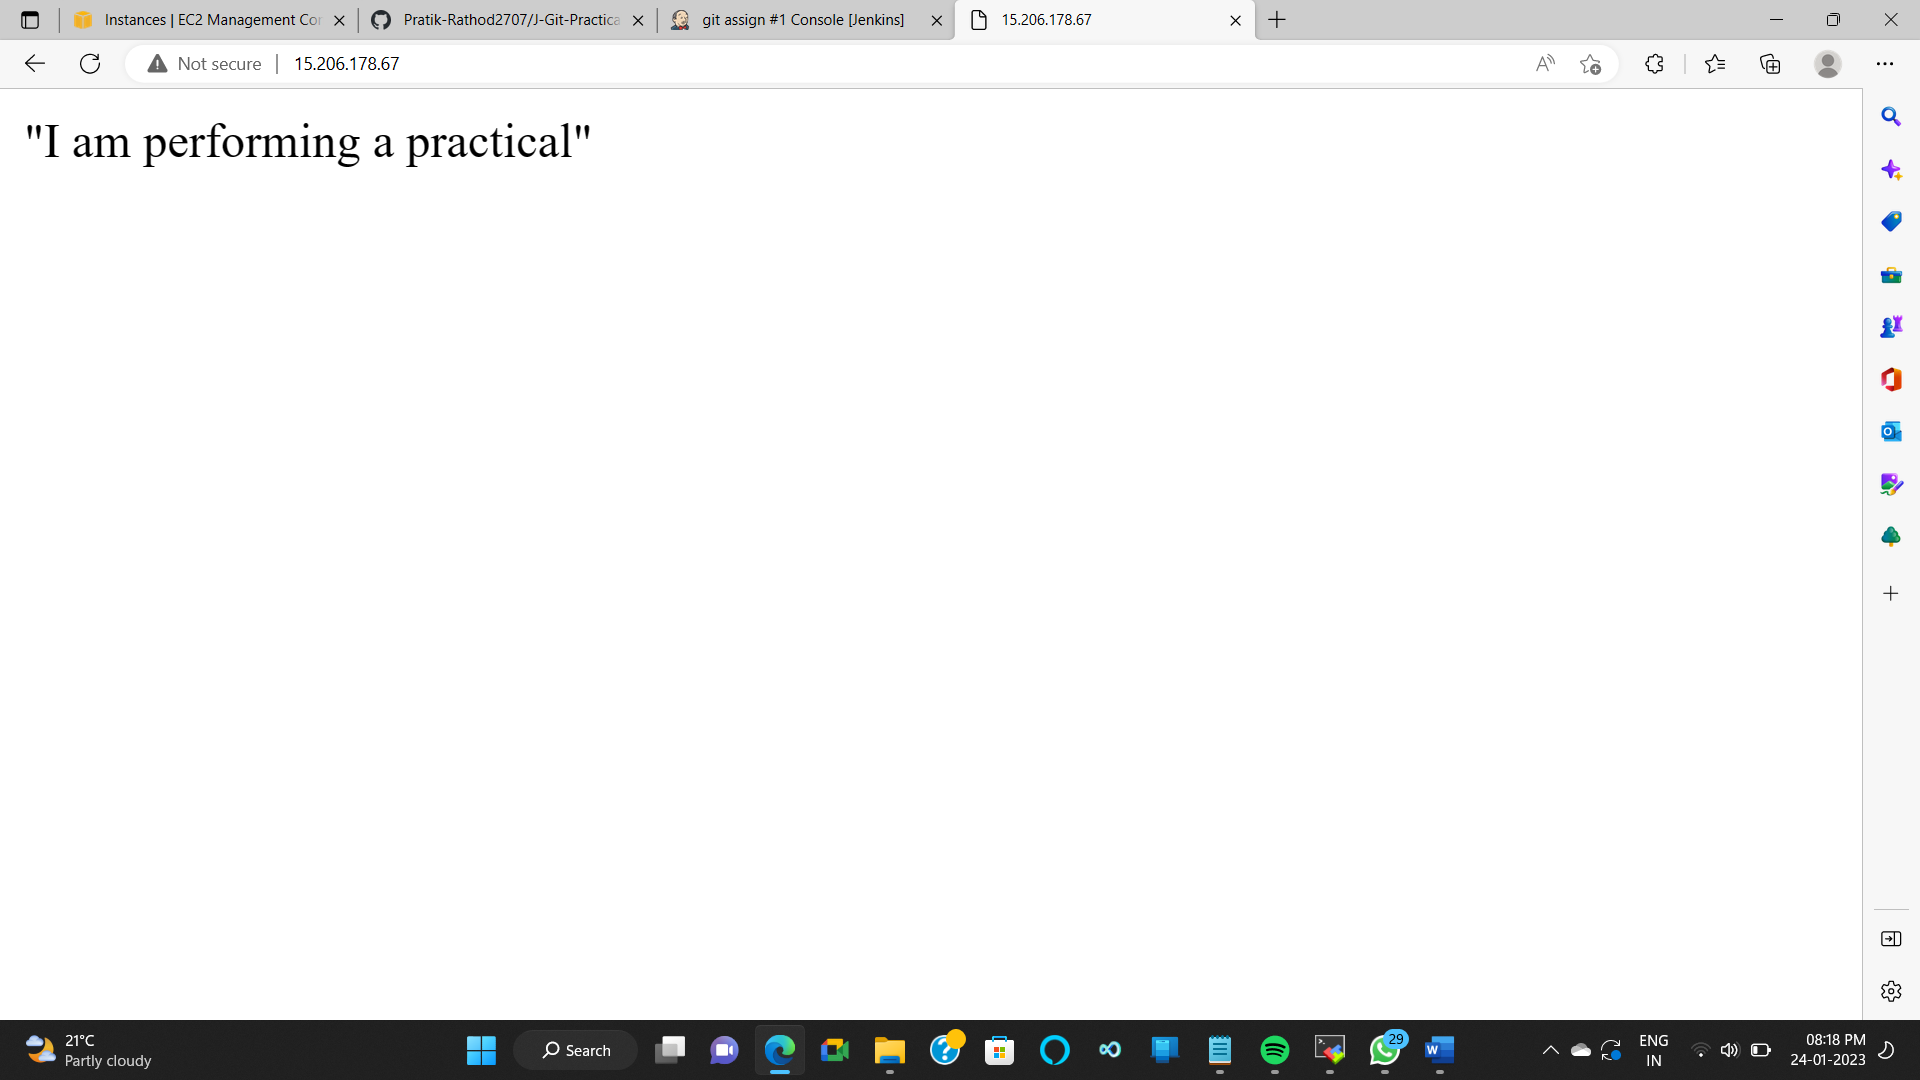 Instances | EC2 Management Cor
Pratik-Rathod2707/J-Git-Practica
git assign #1 Console [Jenkins]
15.206.178.67
Not secure
15.206.178.67
"I am performing a practical"
21°C
Partly cloudy
Search
29
ENG
IN
08:18 PM
24-01-2023